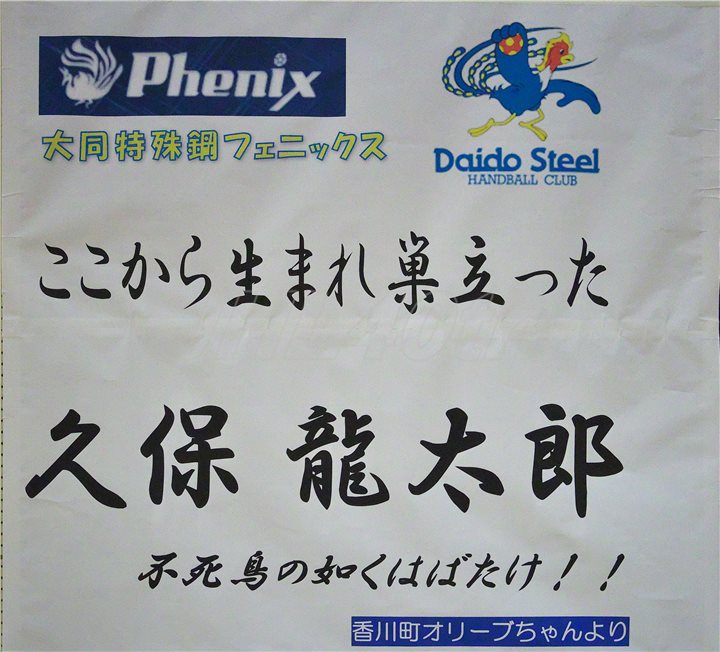 Phenix
大同特殊鋼フェニックス
Daido Steel
HANDBALL CLUB
ここから生まれ巣立った
久保 龍太郎
不死鳥の如くはばたけ！！
香川町オリーブちゃんより